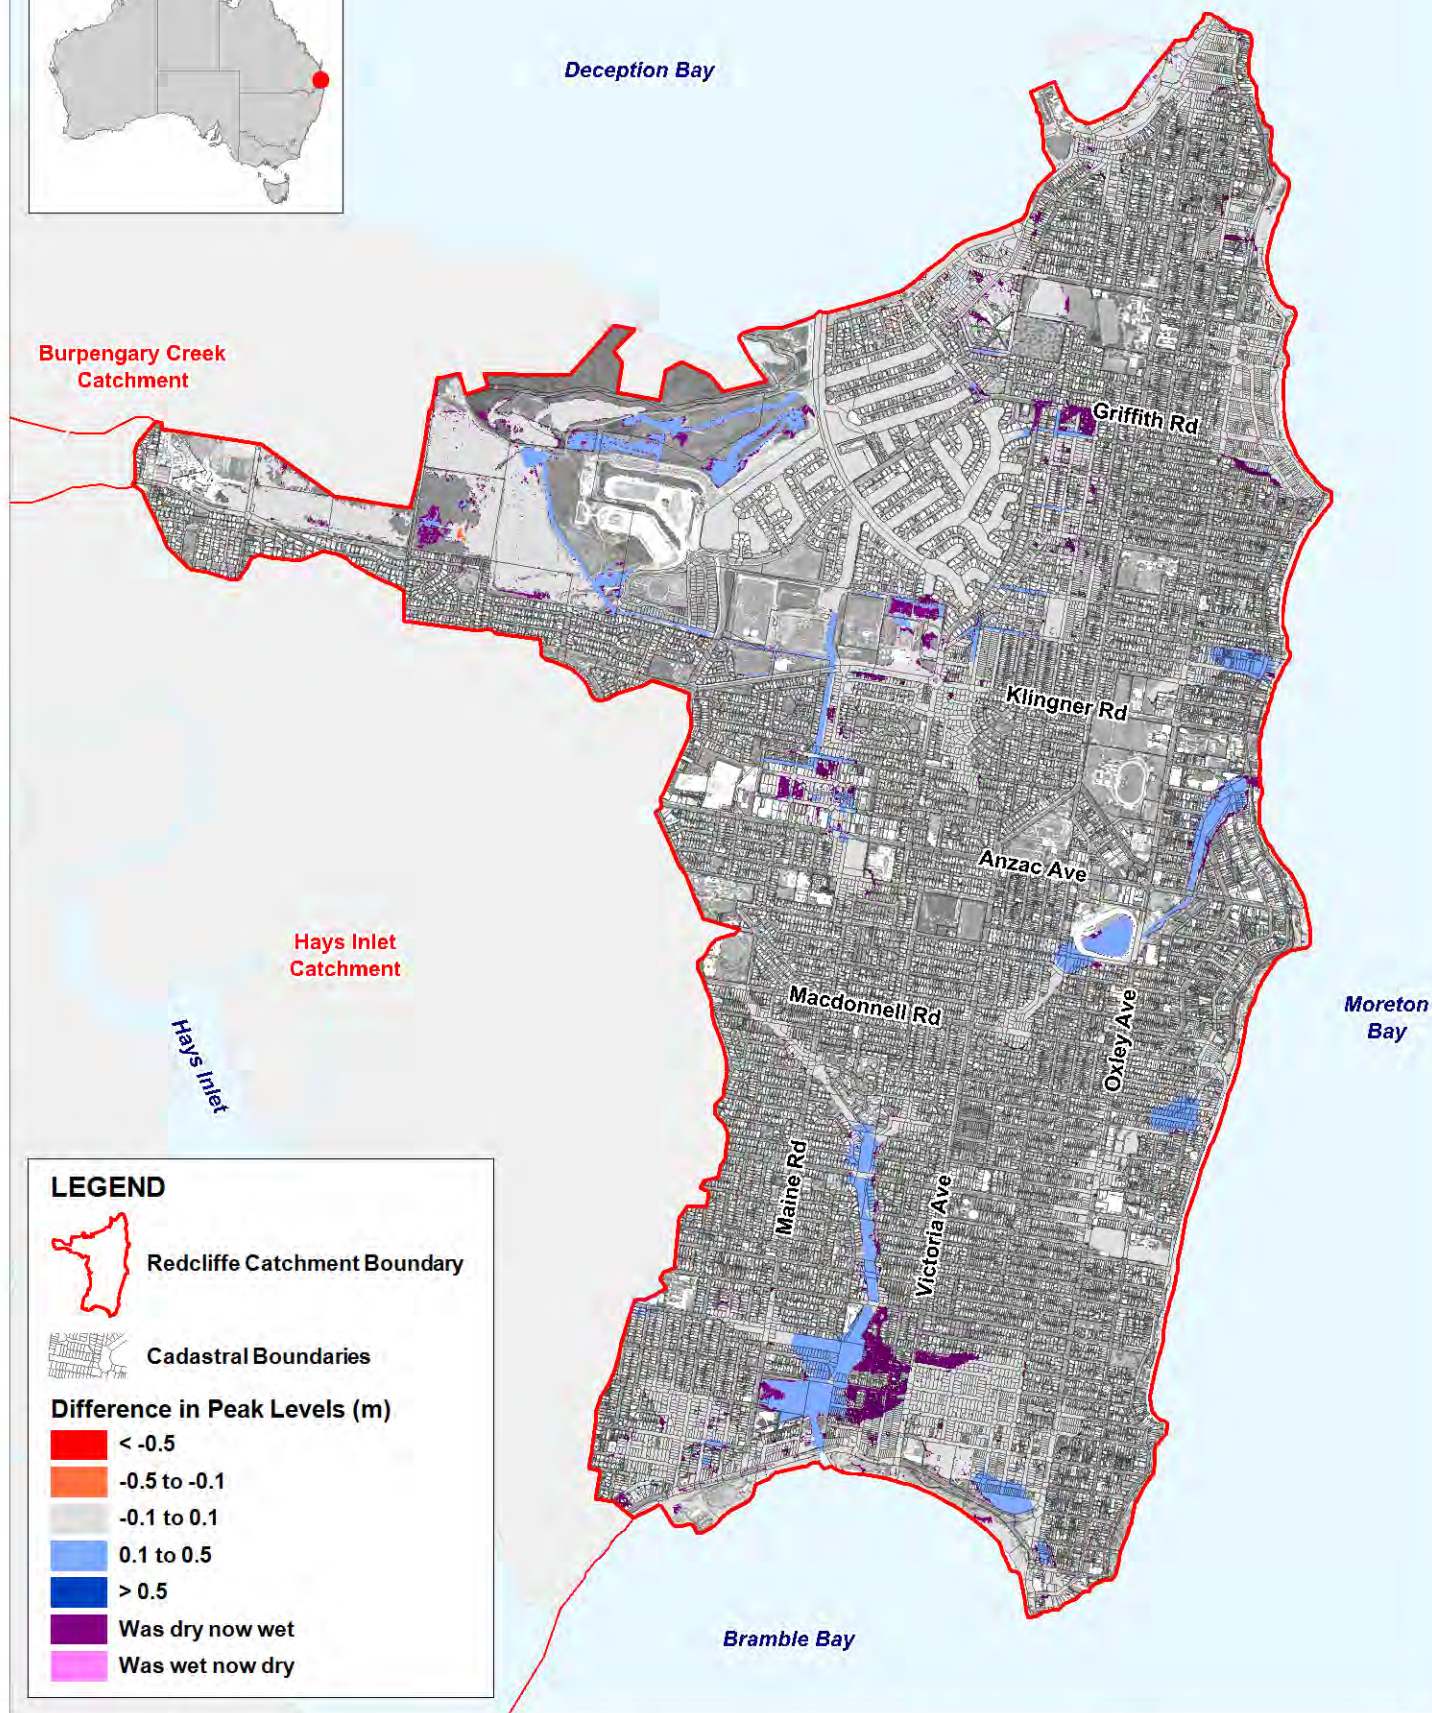 Deception Bay
Burpengary Creek
Catchment
Griffith Rd
Klingner Rd
Anzac Ave
Hays Inlet
Catchment
Macdonnell Rd
Oxley Ave
Moreton
Bay
Hays Inlet
Maine Rd
Victoria Ave
LEGEND
Redcliffe Catchment Boundary
Cadastral Boundaries
Difference in Peak Levels (m)
< -0.5
-0.5 to -0.1
-0.1 to 0.1
0.1 to 0.5
> 0.5
Was dry now wet
Was wet now dry
Bramble Bay